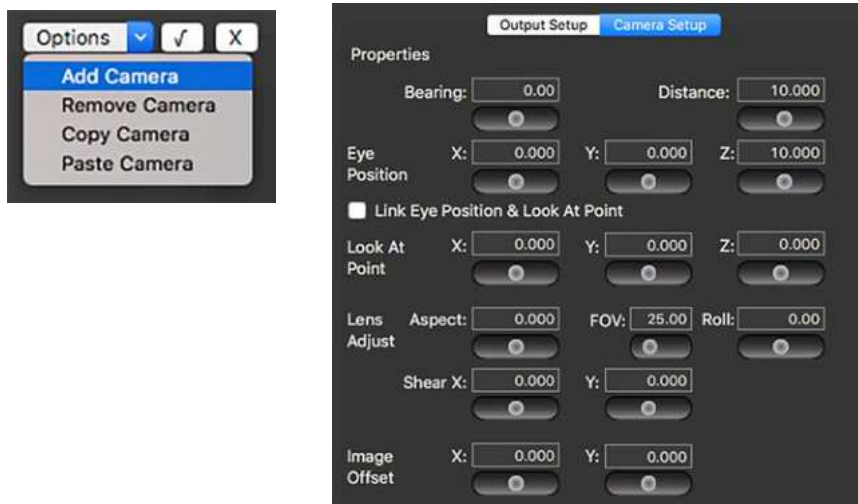 Options √ X
Add Camera
Remove Camera
Copy Camera
Paste Camera
Output Setup Camera Setup
Properties
Bearing: 0.00 Distance: 10.000
Eye Position X: 0.000 Y: 0.000 Z: 10.000
Link Eye Position & Look At Point
Look At Point X: 0.000 Y: 0.000 Z: 0.000
Lens Adjust Aspect: 0.000 FOV: 25.00 Roll: 0.00
Shear X: 0.000 Y: 0.000
Image Offset X: 0.000 Y: 0.000